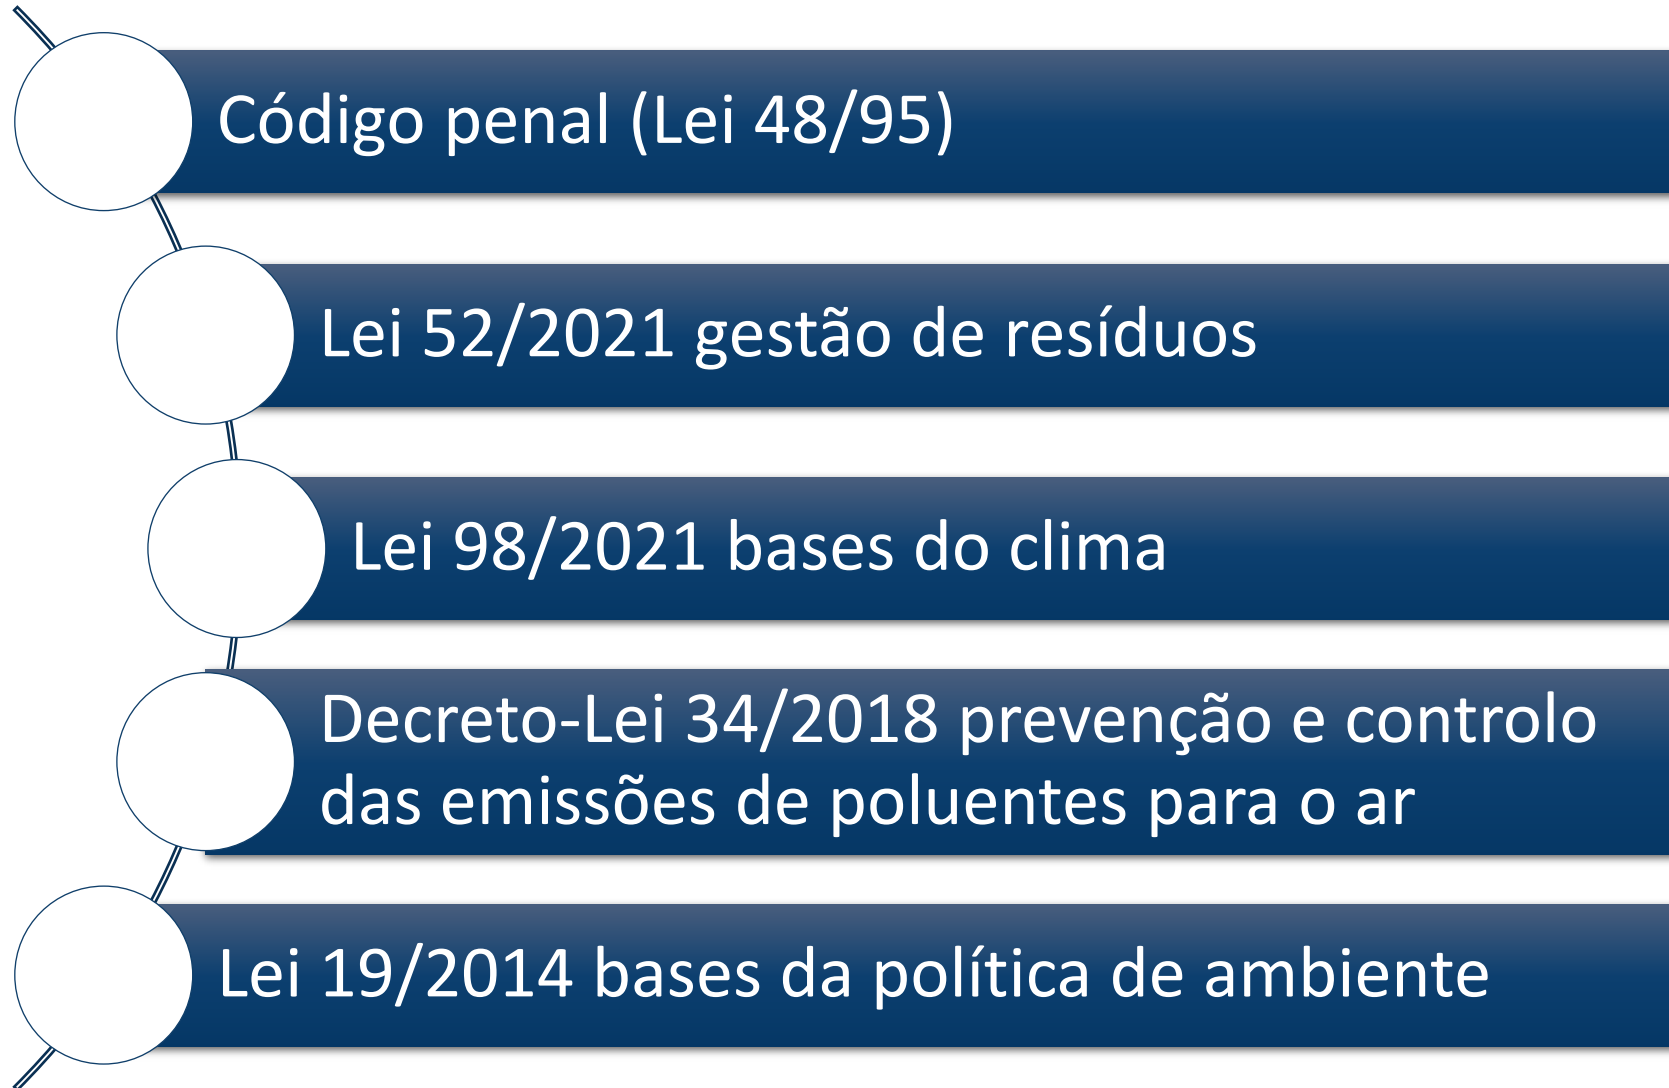 Código penal (Lei 48/95)
Lei 52/2021 gestão de resíduos
Lei 98/2021 bases do clima
Decreto-Lei 34/2018 prevenção e controlo
das emissões de poluentes para o ar
Lei 19/2014 bases da política de ambiente